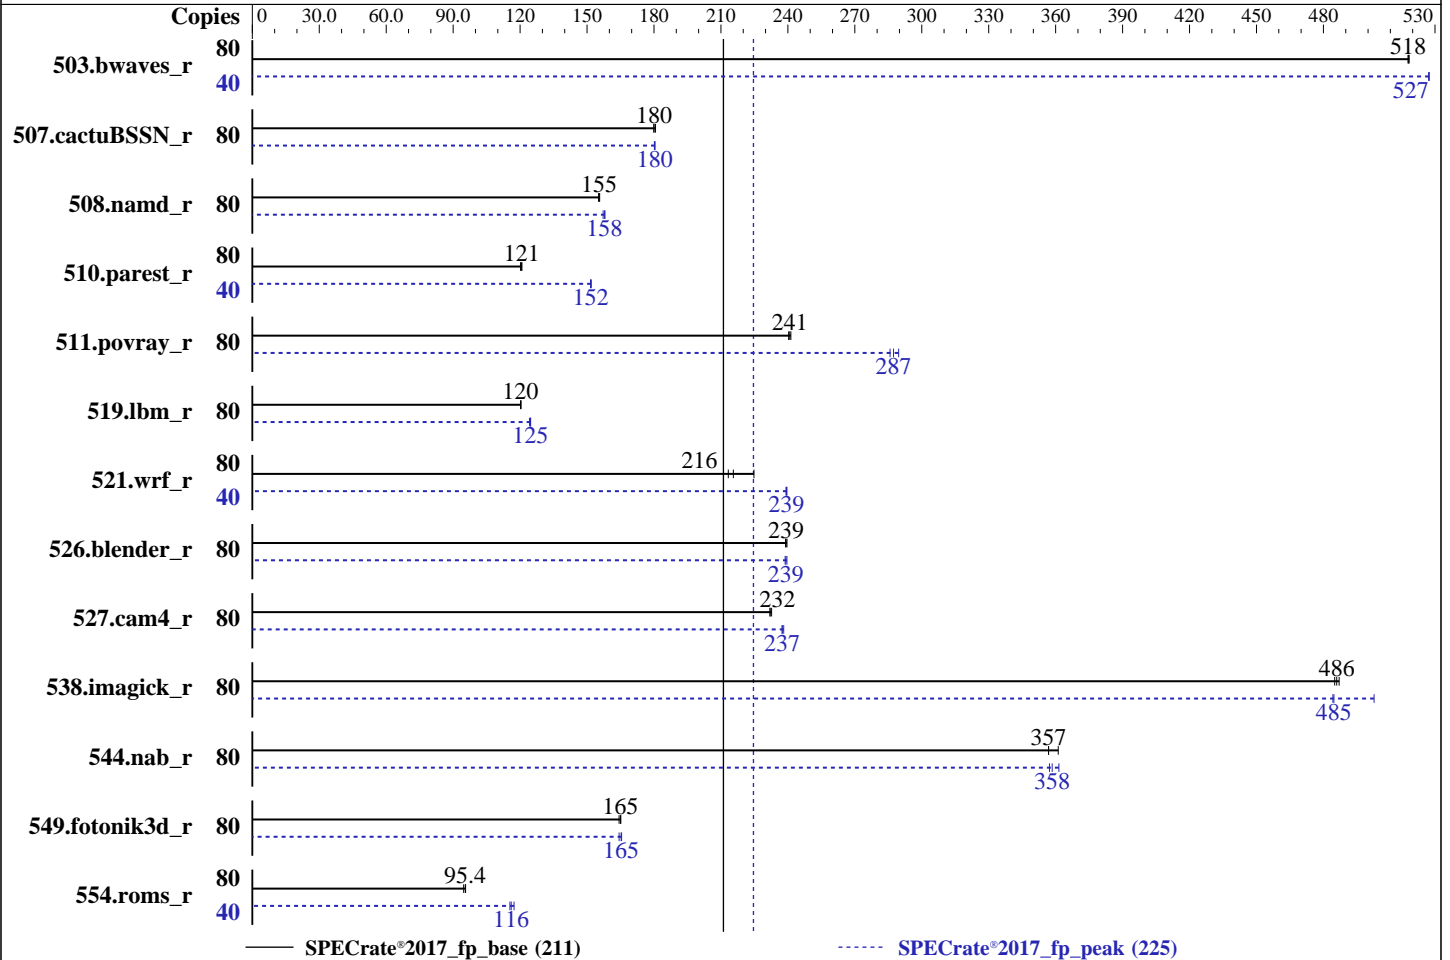 Copies 0 30.0 60.0 90.0 120 150 180 210 240 270 300 330 360 390 420 450 480 530
503.bwaves_r 80 518
40 527
507.cactuBSSN_r 80 180
180
508.namd_r 80 155
158
510.parest_r 80 121
40 152
511.povray_r 80 241
287
519.lbm_r 80 120
125
521.wrf_r 80 216
40 239
526.blender_r 80 239
239
527.cam4_r 80 232
237
538.imagick_r 80 486
485
544.nab_r 80 357
358
549.fotonik3d_r 80 165
165
554.roms_r 80 95.4
40 116
SPECrate®2017_fp_base (211) SPECrate®2017_fp_peak (225)